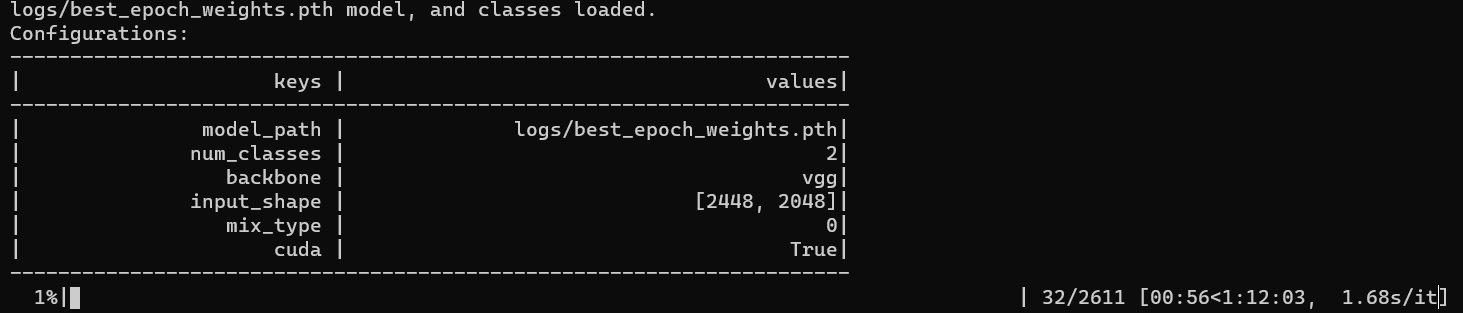 logs/best_epoch_weights.pth model, and classes loaded.
Configurations:
----------------------------------------------------------------------
|                     keys |                                   values|
----------------------------------------------------------------------
|               model_path |              logs/best_epoch_weights.pth|
|              num_classes |                                        2|
|                 backbone |                                      vgg|
|              input_shape |                             [2448, 2048]|
|                 mix_type |                                        0|
|                     cuda |                                     True|
----------------------------------------------------------------------
  1%|█                                                                               | 32/2611 [00:56<1:12:03,  1.68s/it]